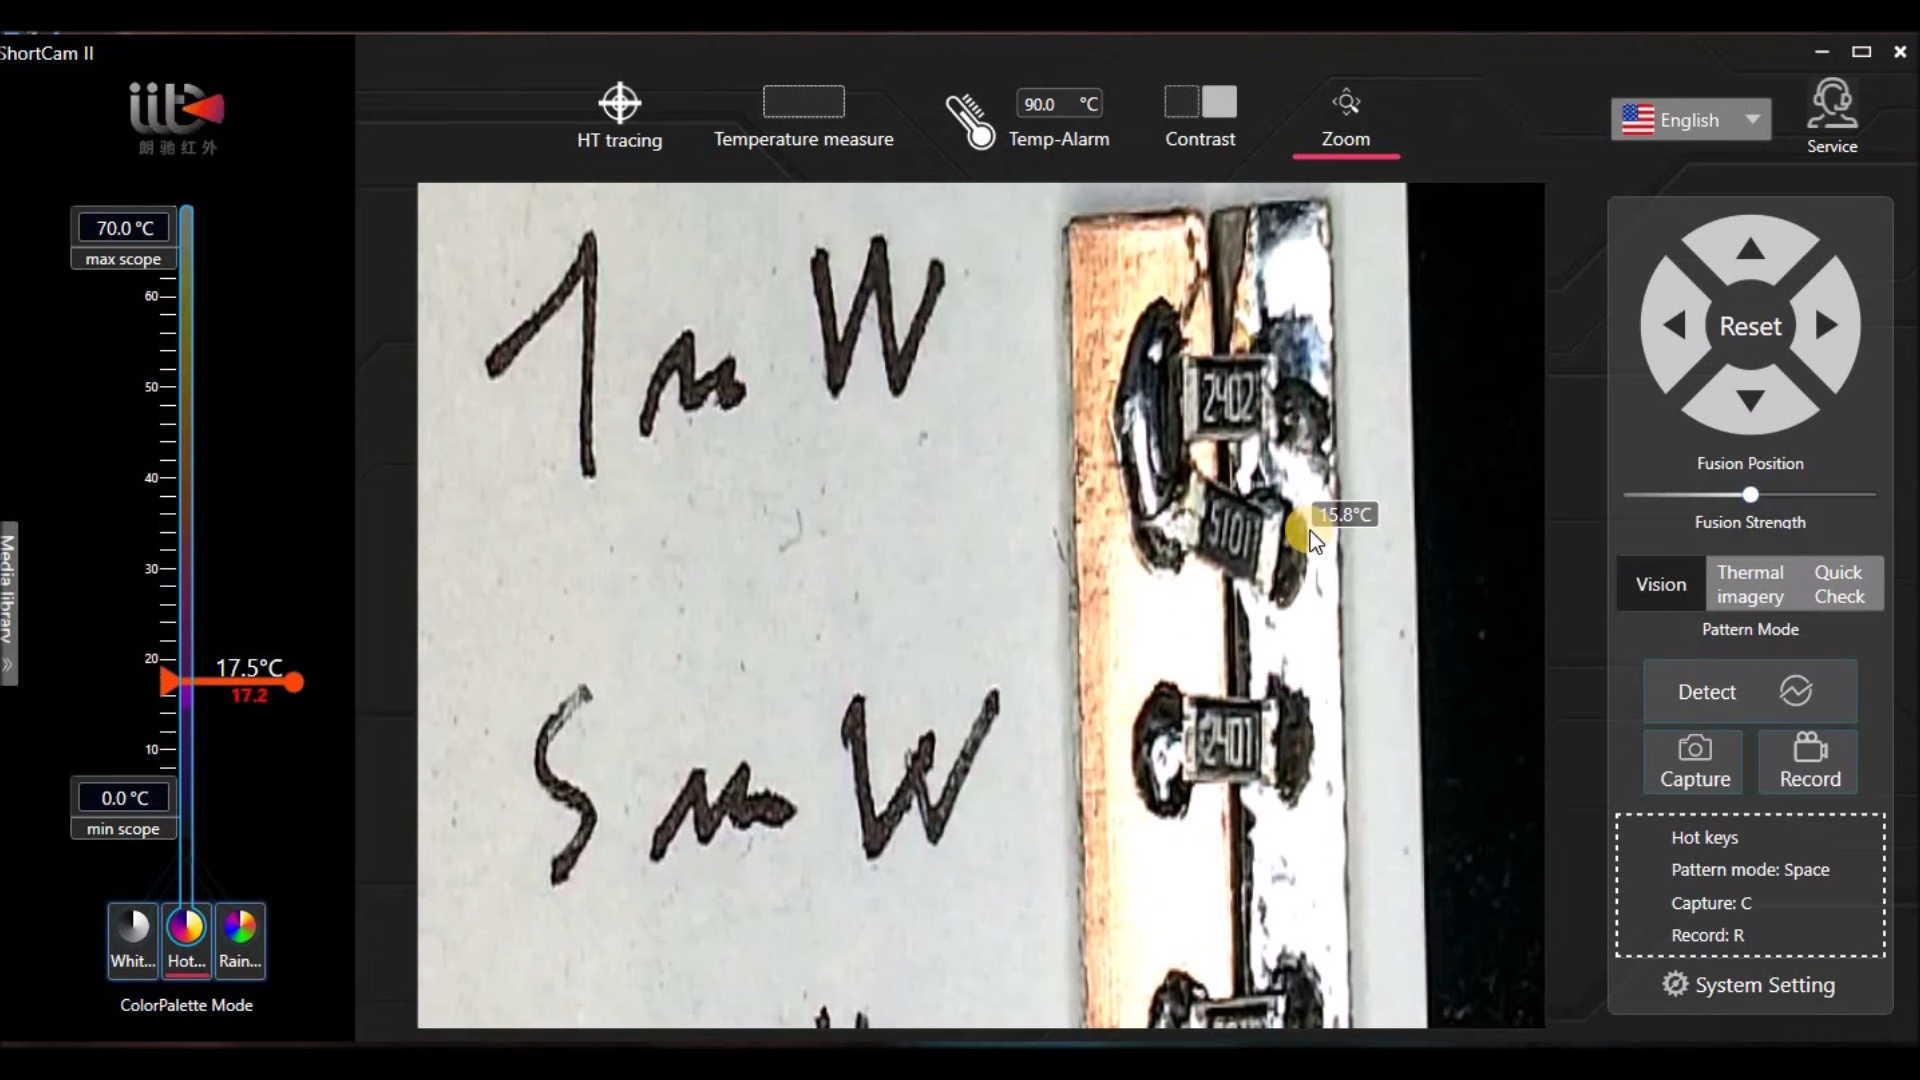 ShortCam II
iit
朗驰红外
HT tracing
Temperature measure
90.0 °C
Temp-Alarm
Contrast
Zoom
English
Service
70.0 °C
max scope
60
50
40
30
20
10
17.5°C
17.2
0.0 °C
min scope
Whit...
Hot...
Rain...
ColorPalette Mode
Media library
1 m W
2402
5101
15.8°C
5 m W
2401
Reset
Fusion Position
Fusion Strength
Vision
Thermal imagery
Quick Check
Pattern Mode
Detect
Capture
Record
Hot keys
Pattern mode: Space
Capture: C
Record: R
System Setting